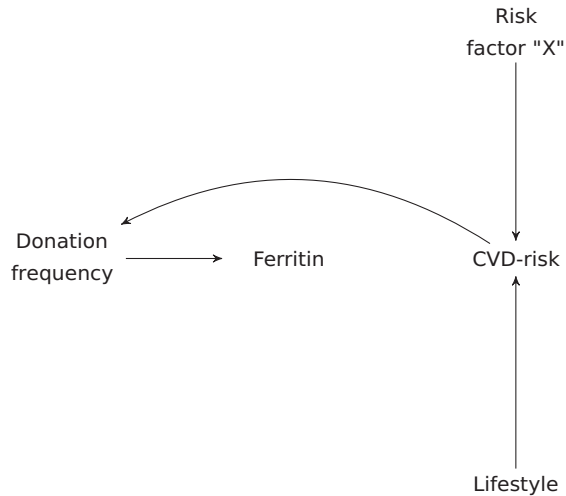 Risk
factor "X"
Donation
frequency
Ferritin
CVD-risk
Lifestyle